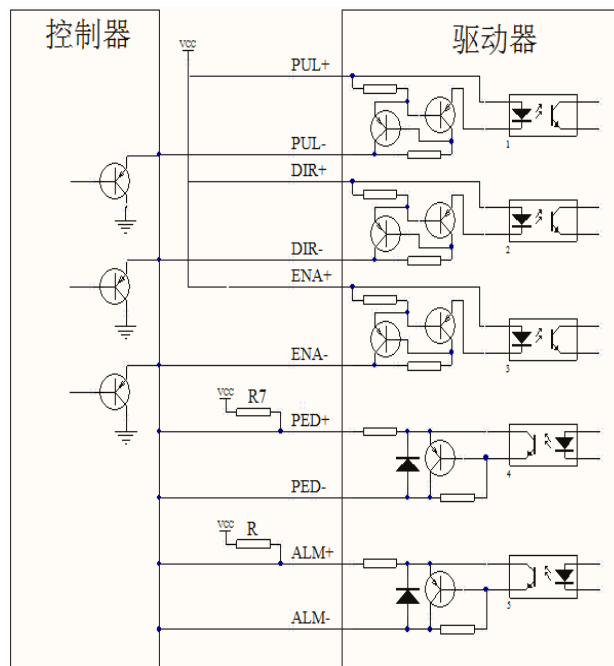 控制器
驱动器
VCC
PUL+
1
PUL-
DIR+
2
DIR-
ENA+
3
ENA-
VCC
R7
PED+
4
PED-
VCC
R
ALM+
5
ALM-